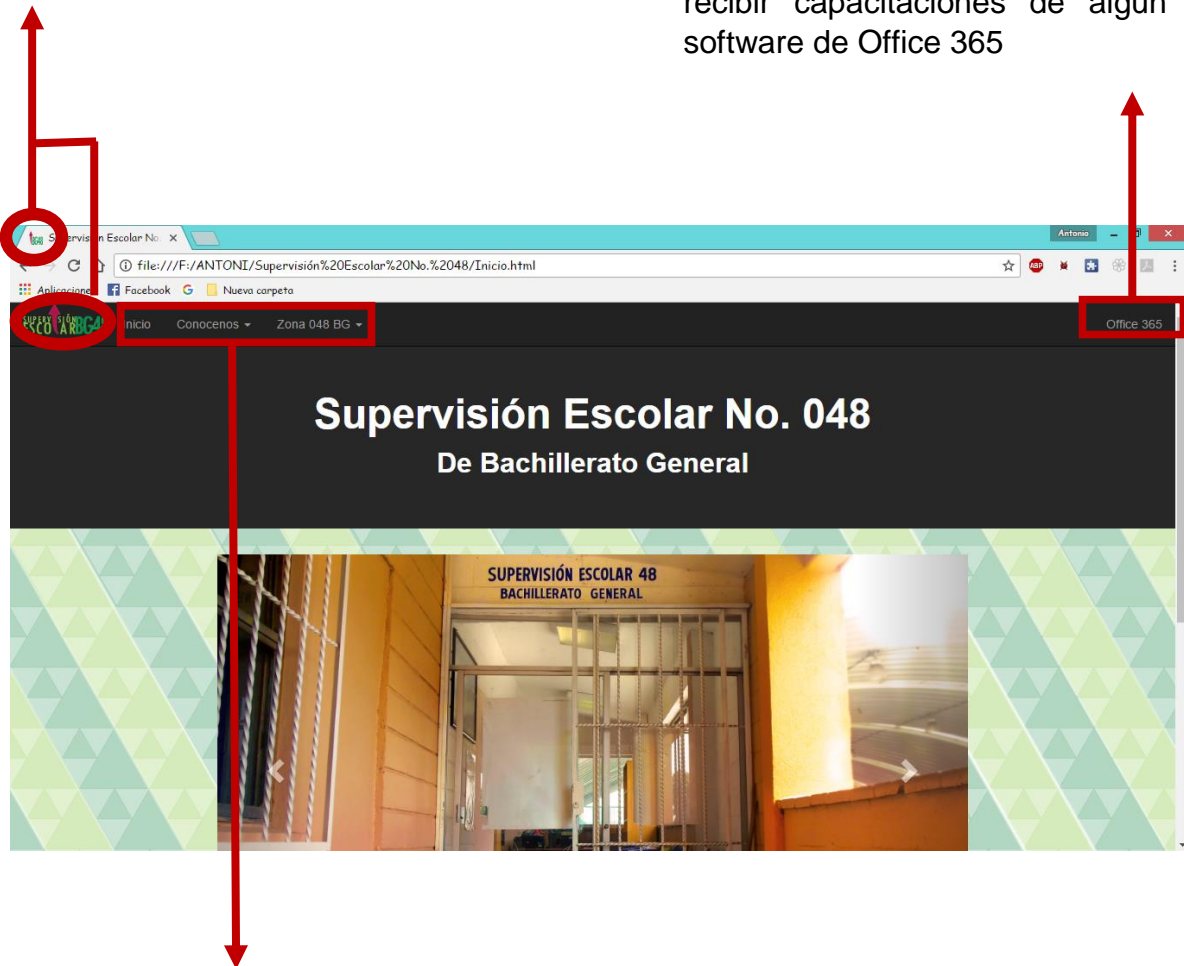 recibir capacitaciones de algún
software de Office 365
Supervisión Escolar No. ×
Antonio
file:///F:/ANTONI/Supervisión%20Escolar%20No.%2048/Inicio.html
ABP
Aplicaciones
Facebook
G
Nueva carpeta
SUPERVISIÓN
ESCOLAR BG48
Inicio
Conocenos
Zona 048 BG
Office 365
Supervisión Escolar No. 048
De Bachillerato General
SUPERVISIÓN ESCOLAR 48
BACHILLERATO GENERAL